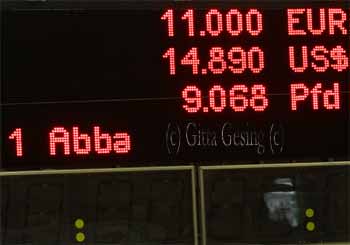 11.000 EUR
14.890 US$
9.068 Pfd
1 Abba
(c) Gitta Gesing (c)